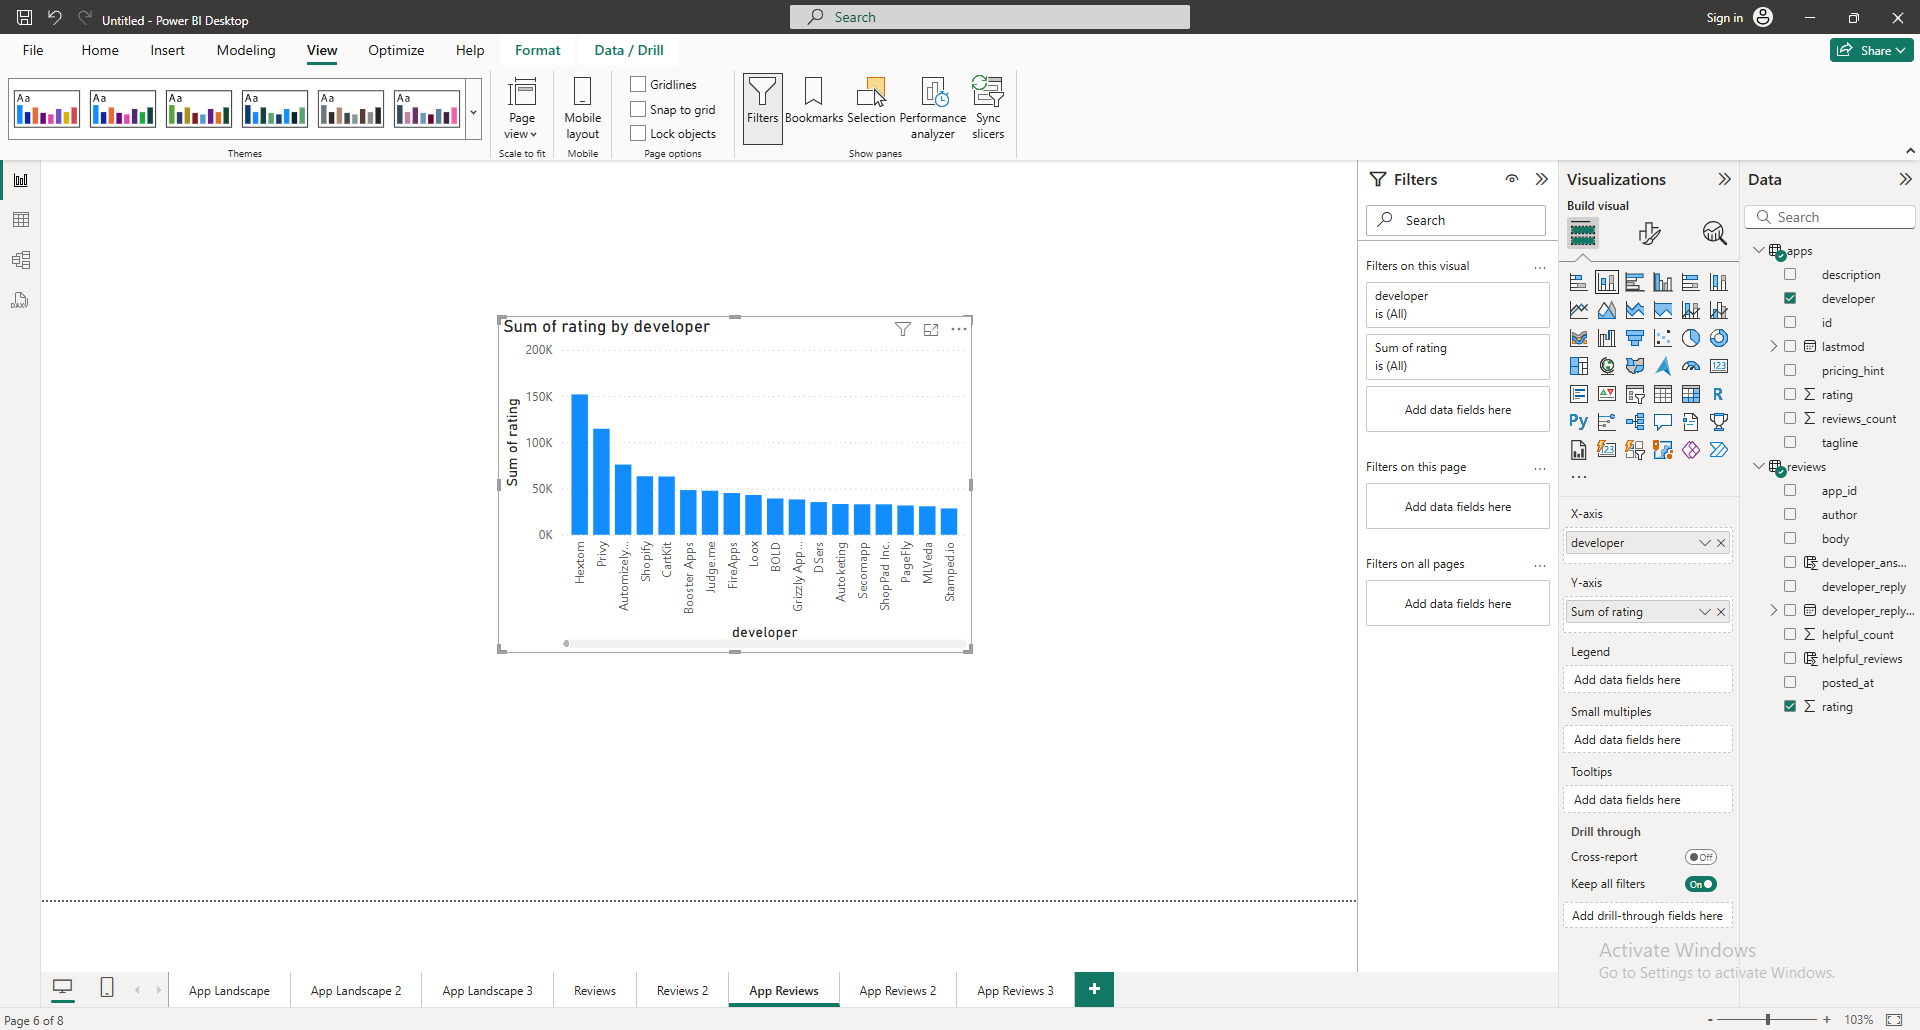 Untitled - Power BI Desktop
Search
Sign in
File
Home
Insert
Modeling
View
Optimize
Help
Format
Data / Drill
Share
Aa
Aa
Aa
Aa
Aa
Aa
Themes
Page view
Scale to fit
Mobile layout
Mobile
Gridlines
Snap to grid
Lock objects
Page options
Filters
Bookmarks
Selection
Performance analyzer
Sync slicers
Show panes
Sum of rating by developer
200K
150K
100K
50K
0K
Sum of rating
Hextom
Privy
Automizely...
Shopify
CartKit
Booster Apps
Judge.me
FireApps
Loox
BOLD
Grizzly App...
DSers
Autoketing
Secomapp
ShopPad Inc.
PageFly
MLVeda
Stamped.io
developer
Filters
Search
Filters on this visual
...
developer
is (All)
Sum of rating
is (All)
Add data fields here
Filters on this page
...
Add data fields here
Filters on all pages
...
Add data fields here
Visualizations
Build visual
123
R
Py
123
...
X-axis
developer
Y-axis
Sum of rating
Legend
Add data fields here
Small multiples
Add data fields here
Tooltips
Add data fields here
Drill through
Cross-report
Off
Keep all filters
On
Add drill-through fields here
Data
Search
apps
description
developer
id
lastmod
pricing_hint
rating
reviews_count
tagline
reviews
app_id
author
body
developer_ans...
developer_reply
developer_reply...
helpful_count
helpful_reviews
posted_at
rating
Activate Windows
Go to Settings to activate Windows.
DAX
App Landscape
App Landscape 2
App Landscape 3
Reviews
Reviews 2
App Reviews
App Reviews 2
App Reviews 3
+
Page 6 of 8
-
+
103%